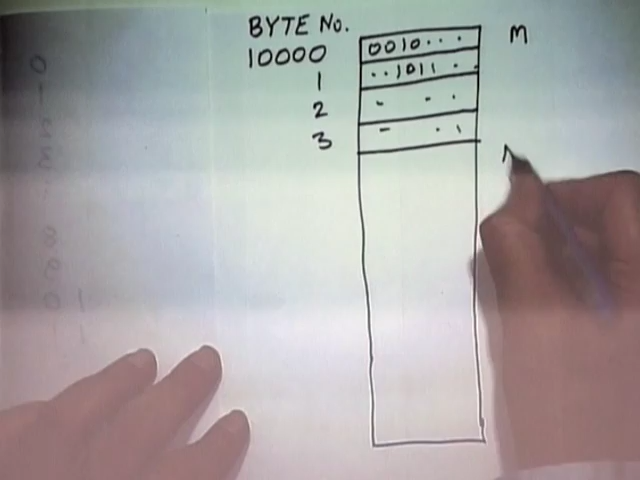 BYTE No.
10000 0010... M
1 ..1011..
2 - . .
3 - . .